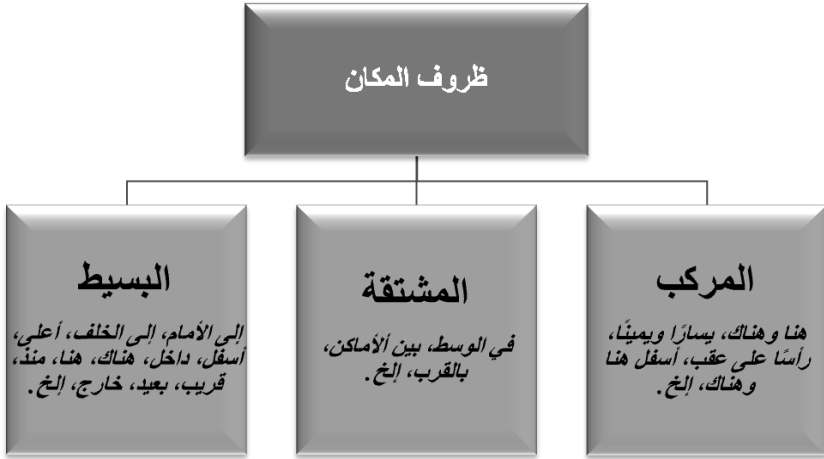 ظروف المكان
المركب
هنا وهناك، يسارًا ويمينًا،
رأسًا على عقب، أسفل هنا
وهناك، إلخ.
المشتقة
في الوسط، بين ألأماكن،
بالقرب، إلخ.
البسيط
إلى الأمام، إلى الخلف، أعلى،
أسفل، داخل، هناك، هنا، منذ،
قريب، بعيد، خارج، إلخ.